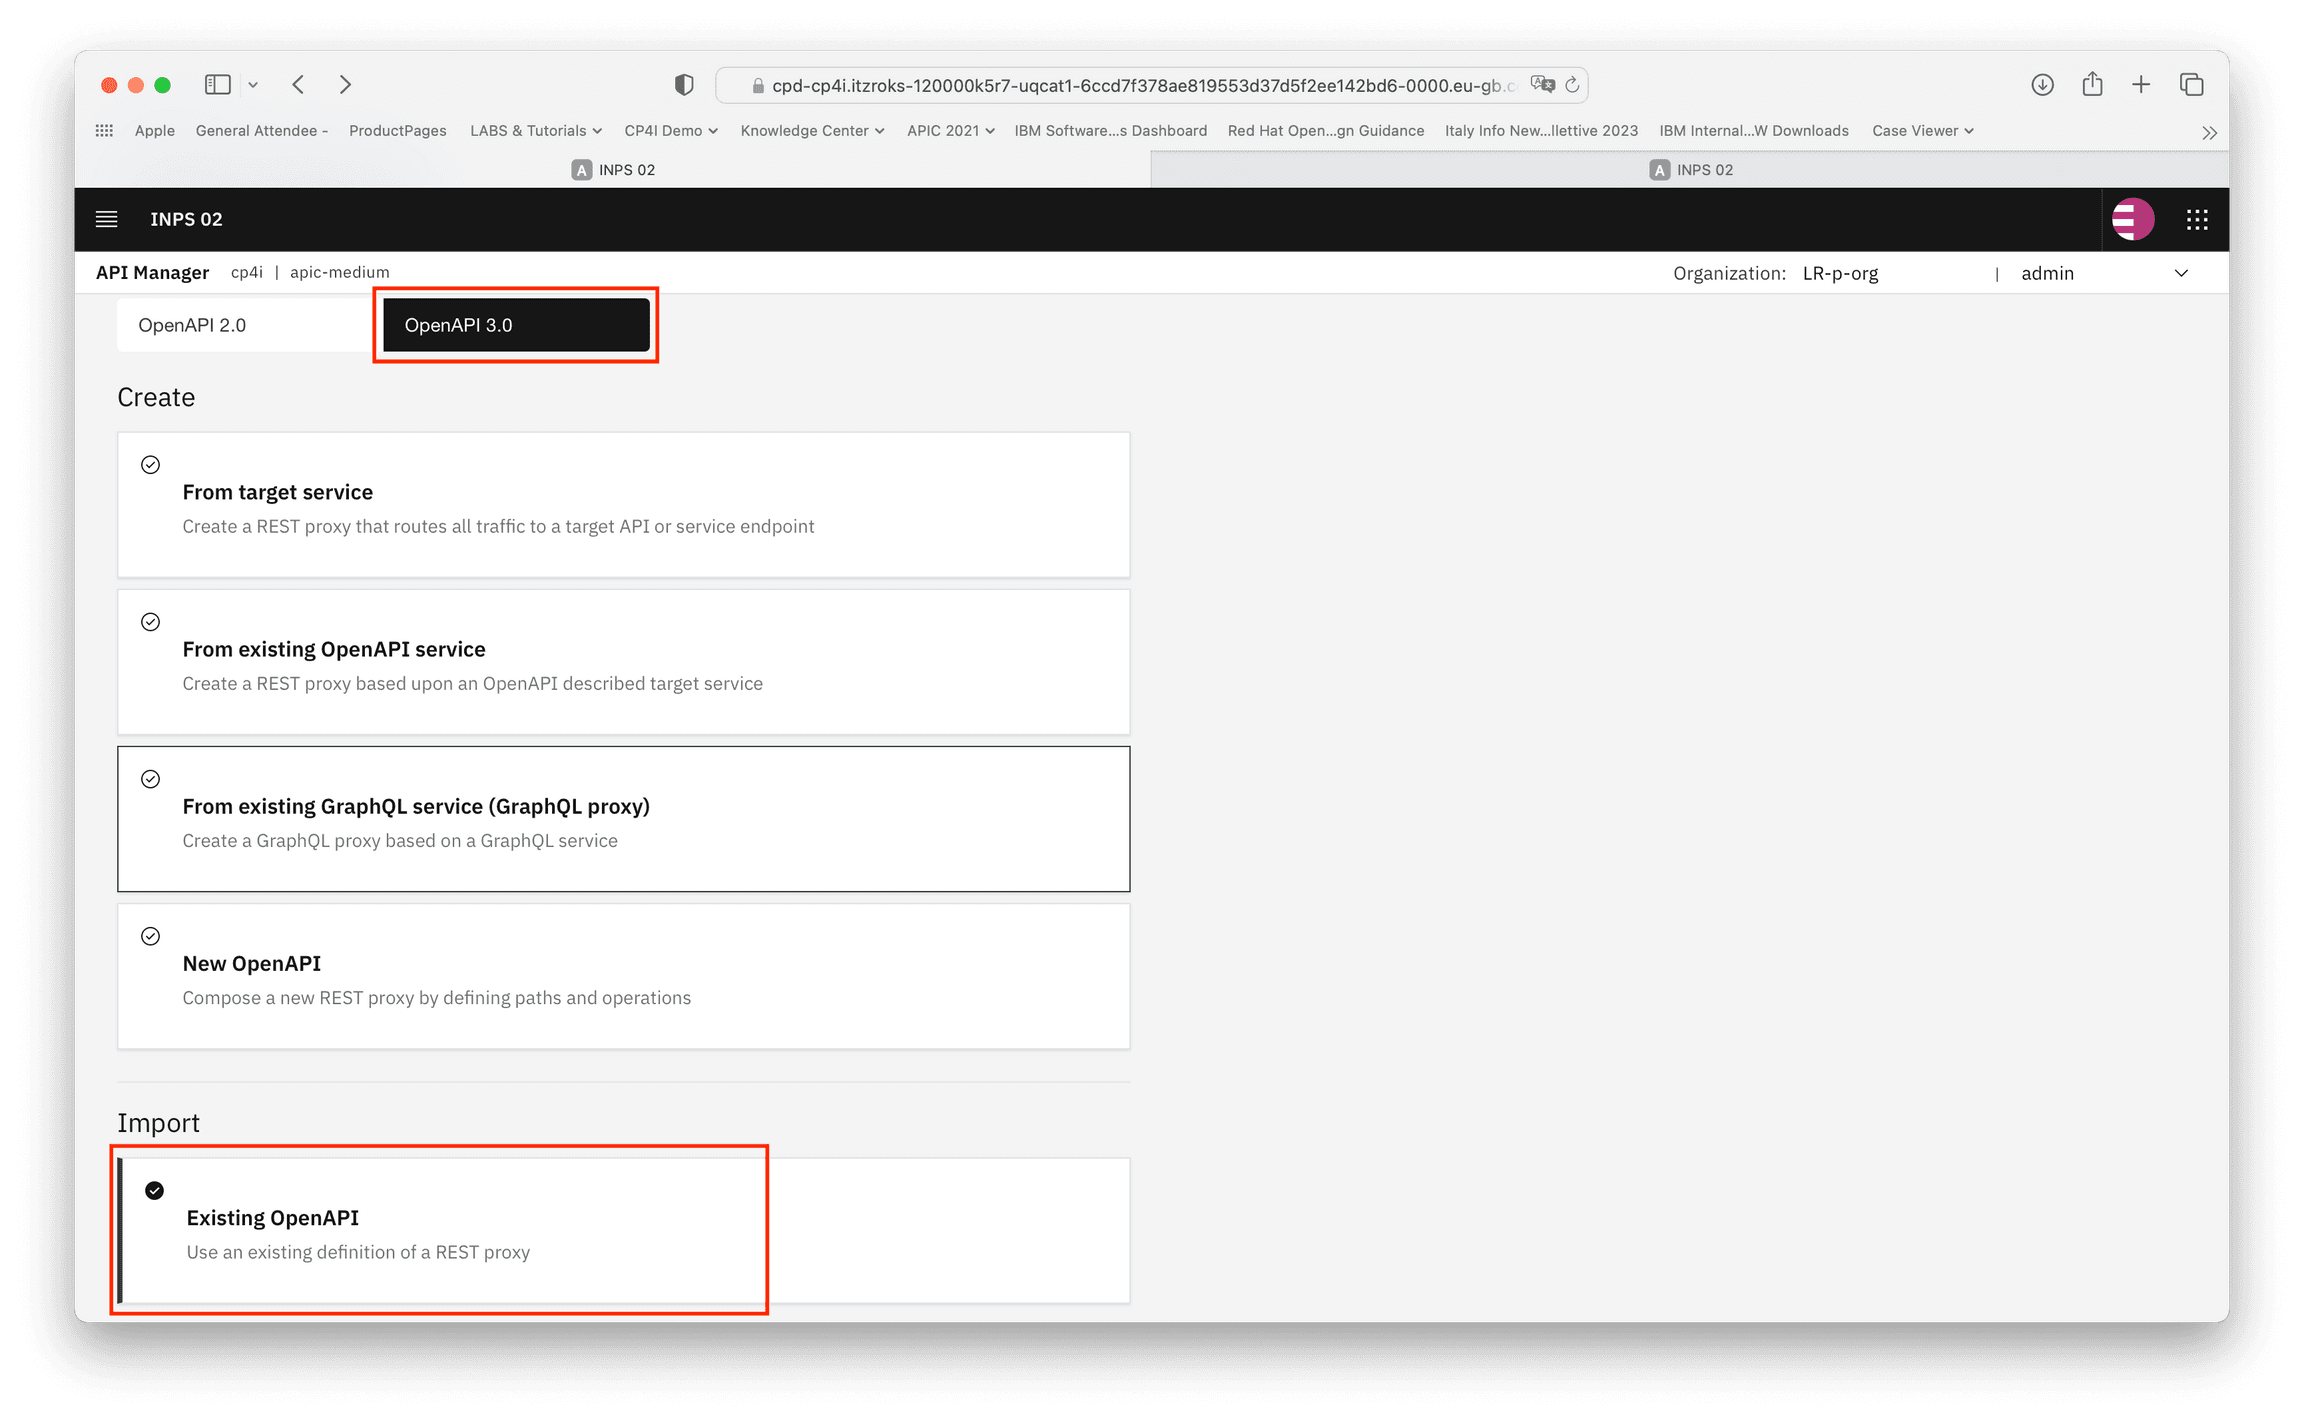 cpd-cp4i.itzroks-120000k5r7-uqcat1-6ccd7f378ae819553d37d5f2ee142bd6-0000.eu-gb.c
Apple General Attendee - ProductPages LABS & Tutorials CP4I Demo Knowledge Center APIC 2021 IBM Software...s Dashboard Red Hat Open...gn Guidance Italy Info New...llettive 2023 IBM Internal...W Downloads Case Viewer
A INPS 02 A INPS 02
INPS 02
API Manager cp4i | apic-medium Organization: LR-p-org | admin
OpenAPI 2.0 OpenAPI 3.0
Create
From target service
Create a REST proxy that routes all traffic to a target API or service endpoint
From existing OpenAPI service
Create a REST proxy based upon an OpenAPI described target service
From existing GraphQL service (GraphQL proxy)
Create a GraphQL proxy based on a GraphQL service
New OpenAPI
Compose a new REST proxy by defining paths and operations
Import
Existing OpenAPI
Use an existing definition of a REST proxy